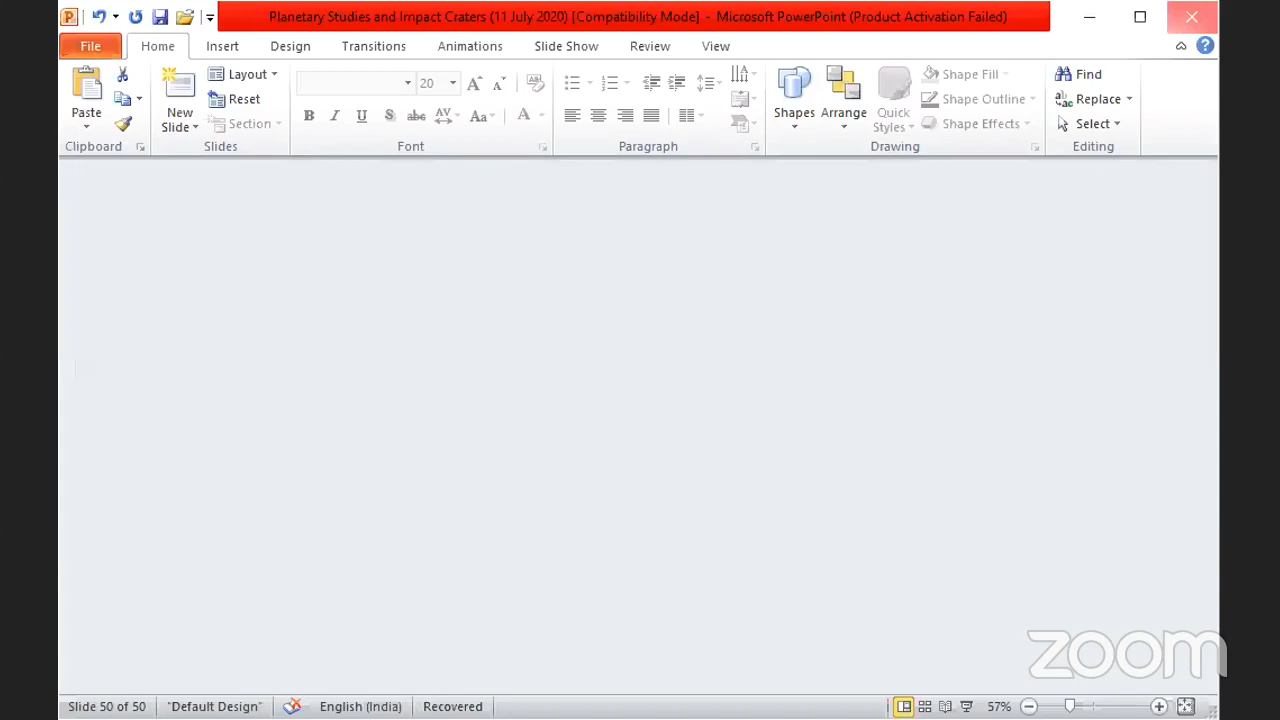 Planetary Studies and Impact Craters (11 July 2020) [Compatibility Mode] - Microsoft PowerPoint (Product Activation Failed)
File Home Insert Design Transitions Animations Slide Show Review View
Paste
Clipboard
New Slide
Layout
Reset
Section
Slides
20
B I U S abc AV Aa A
Font
Paragraph
Shapes
Arrange
Quick Styles
Shape Fill
Shape Outline
Shape Effects
Drawing
Find
Replace
Select
Editing
zoom
Slide 50 of 50 "Default Design" English (India) Recovered 57%